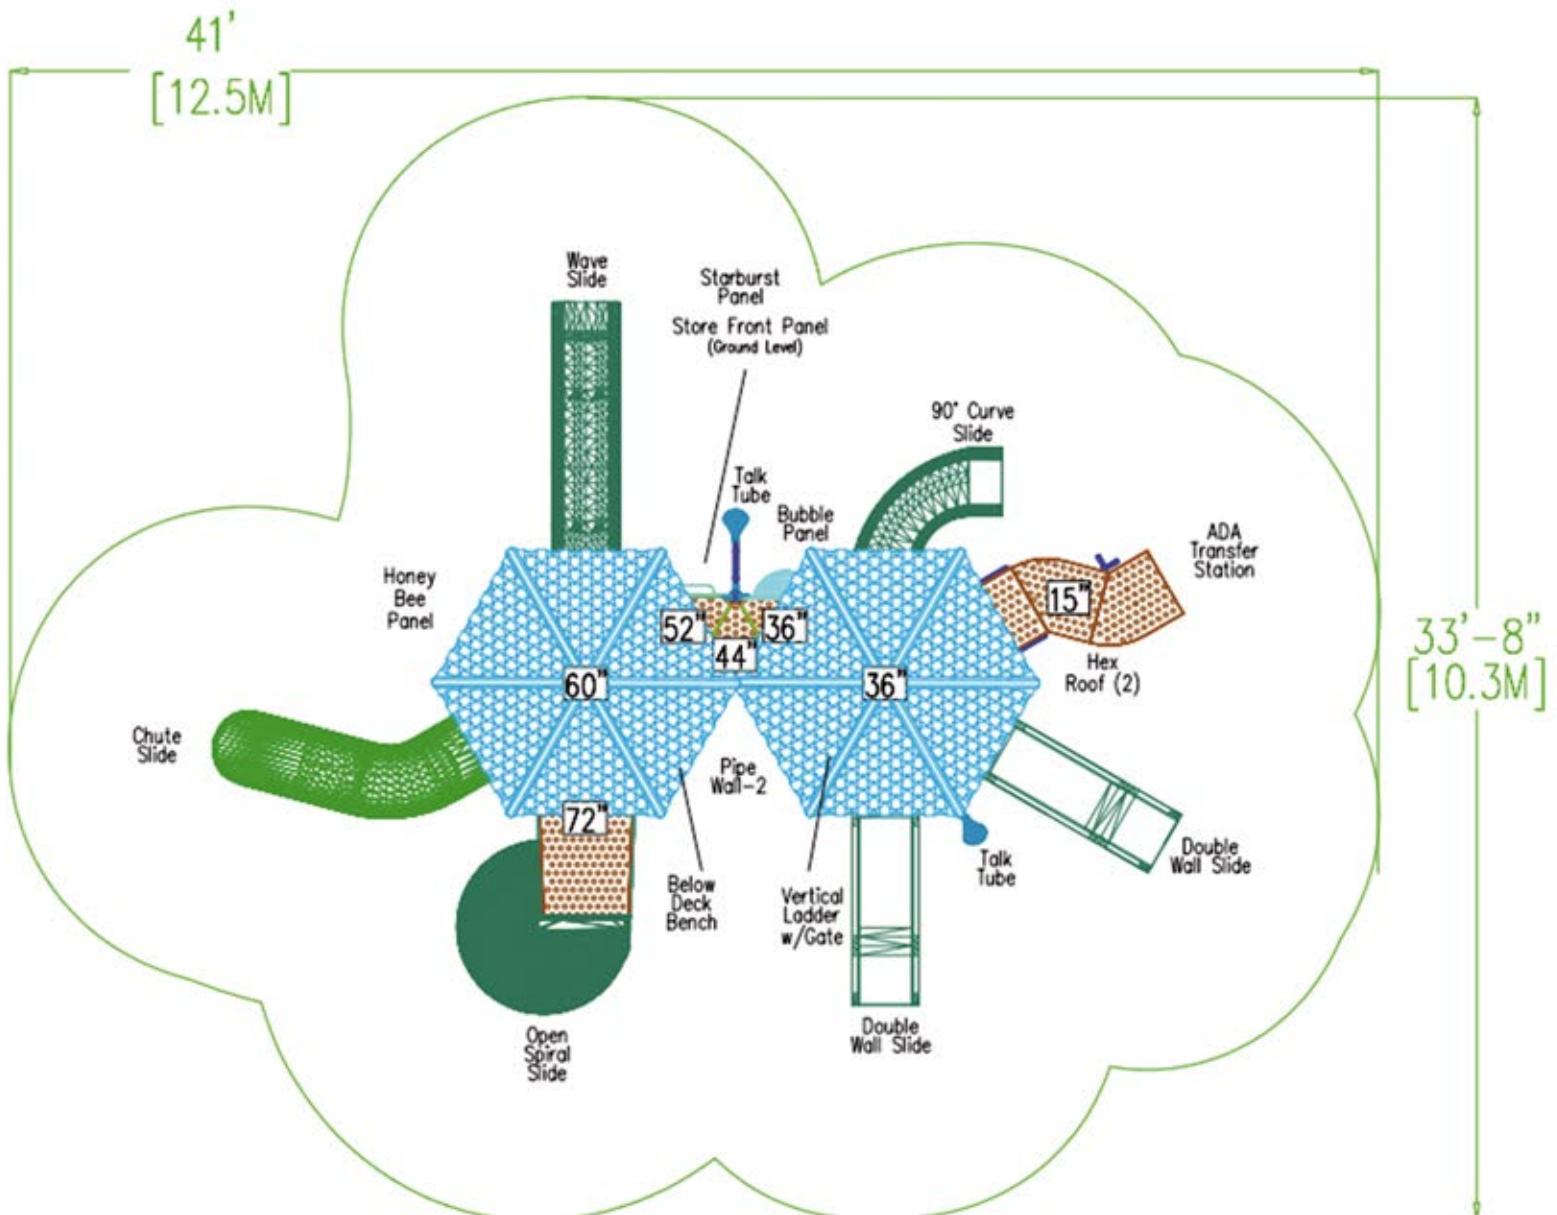 41'
[12.5M]
Wave
Slide
Starburst
Panel
Store Front Panel
(Ground Level)
90° Curve
Slide
Talk
Tube
Bubble
Panel
ADA
Transfer
Station
Honey
Bee
Panel
15"
52"
36"
44"
33'-8"
[10.3M]
Hex
Roof (2)
60"
36"
Chute
Slide
Pipe
Wall-2
72"
Double
Wall Slide
Talk
Tube
Below
Deck
Bench
Vertical
Ladder
w/Gate
Open
Spiral
Slide
Double
Wall Slide